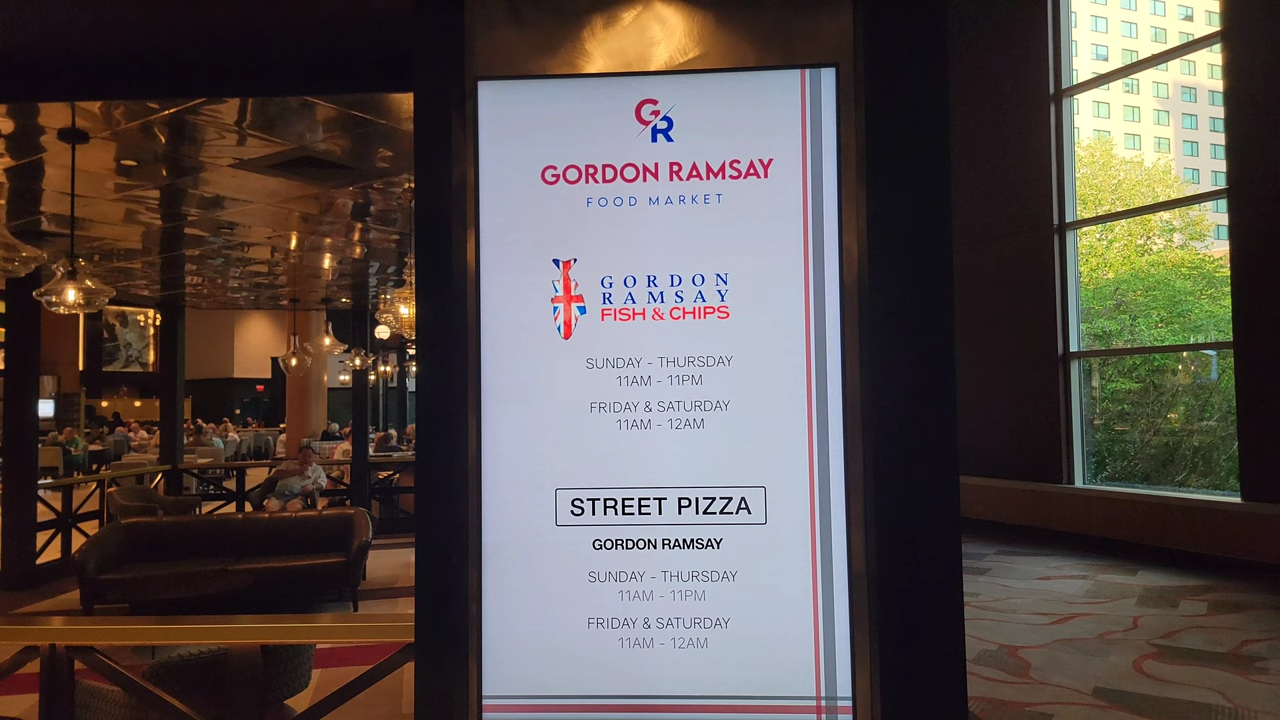 GR
GORDON RAMSAY
FOOD MARKET
GORDON
RAMSAY
FISH & CHIPS
SUNDAY - THURSDAY
11AM - 11PM
FRIDAY & SATURDAY
11AM - 12AM
STREET PIZZA
GORDON RAMSAY
SUNDAY - THURSDAY
11AM - 11PM
FRIDAY & SATURDAY
11AM - 12AM